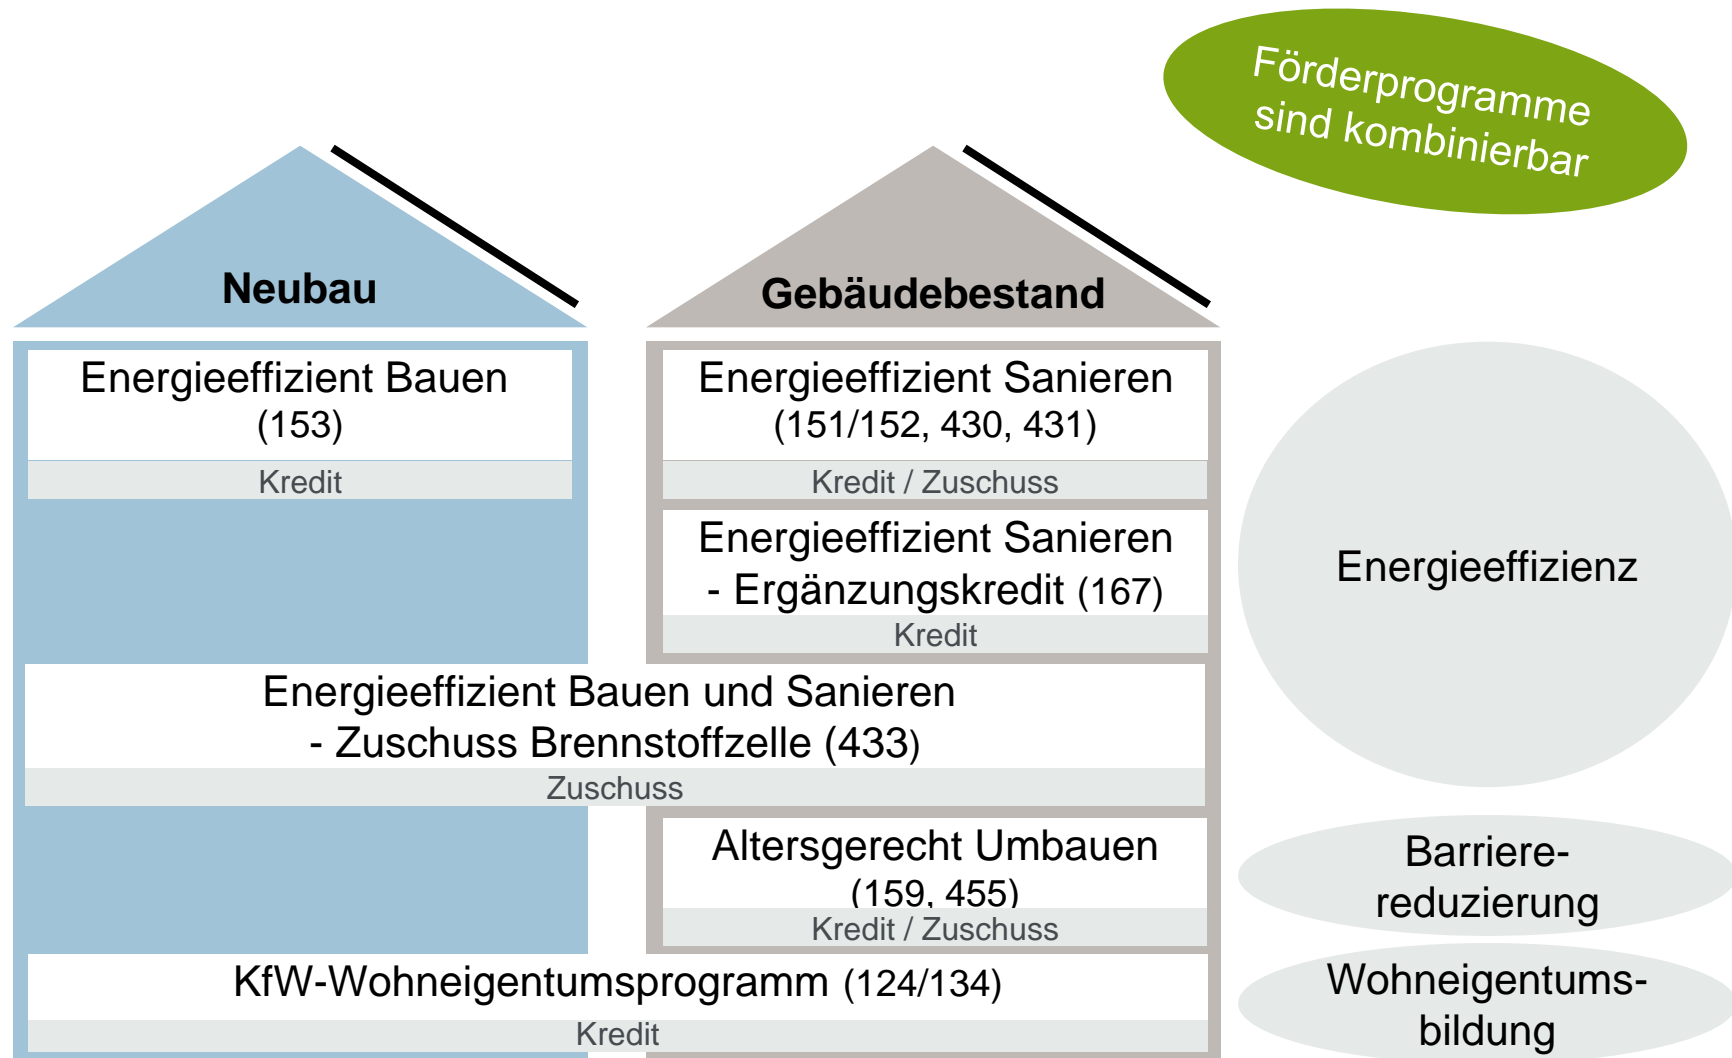 Förderprogramme
sind kombinierbar
Neubau
Gebäudebestand
Energieeffizient Bauen
(153)
Kredit
Energieeffizient Sanieren
(151/152, 430, 431)
Kredit / Zuschuss
Energieeffizient Sanieren
- Ergänzungskredit (167)
Kredit
Energieeffizienz
Energieeffizient Bauen und Sanieren
- Zuschuss Brennstoffzelle (433)
Zuschuss
Altersgerecht Umbauen
(159, 455)
Kredit / Zuschuss
Barriere-
reduzierung
KfW-Wohneigentumsprogramm (124/134)
Kredit
Wohneigentums-
bildung